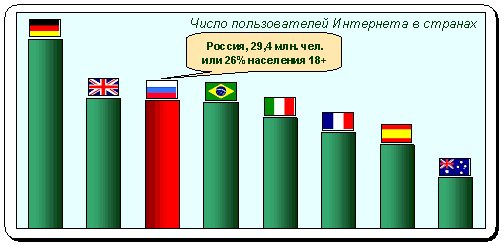 Число пользователей Интернета в странах
Россия, 29,4 млн. чел.
или 26% населения 18+